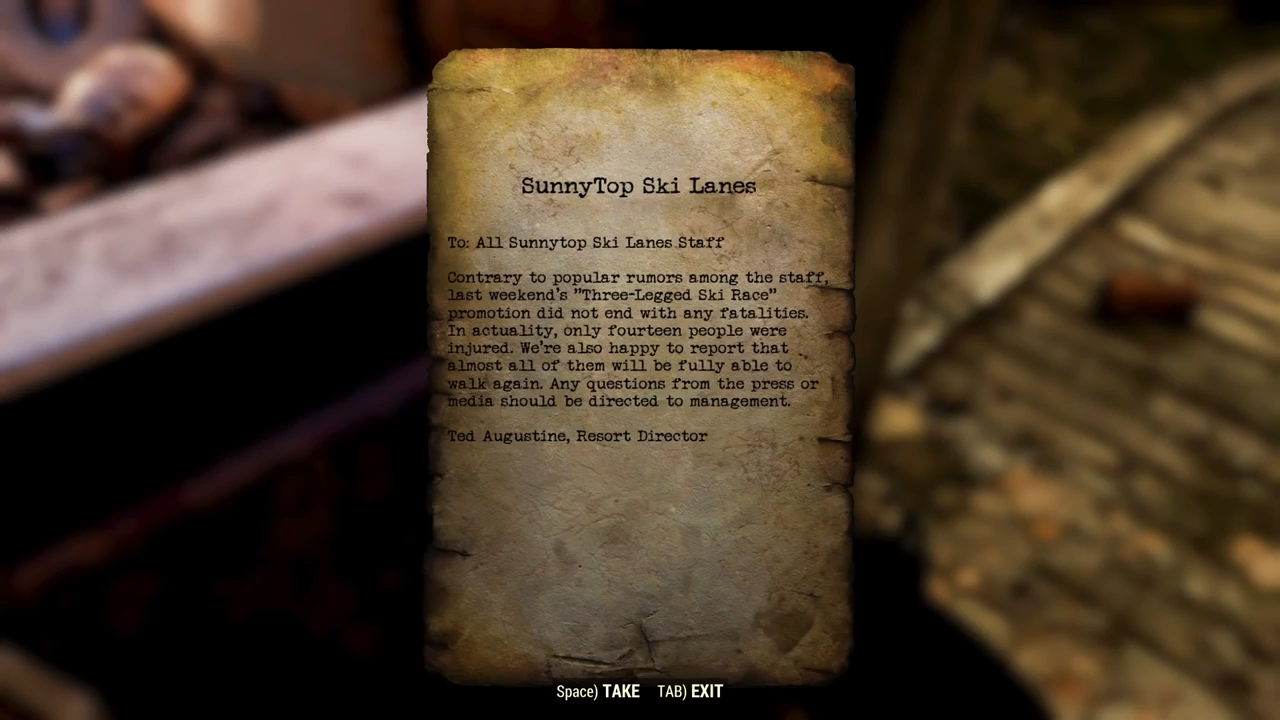 SunnyTop Ski Lanes
To: All Sunnytop Ski Lanes Staff
Contrary to popular rumors among the staff,
last weekend's "Three-Legged Ski Race"
promotion did not end with any fatalities.
In actuality, only fourteen people were
injured. We're also happy to report that
almost all of them will be fully able to
walk again. Any questions from the press or
media should be directed to management.
Ted Augustine, Resort Director
Space) TAKE TAB) EXIT